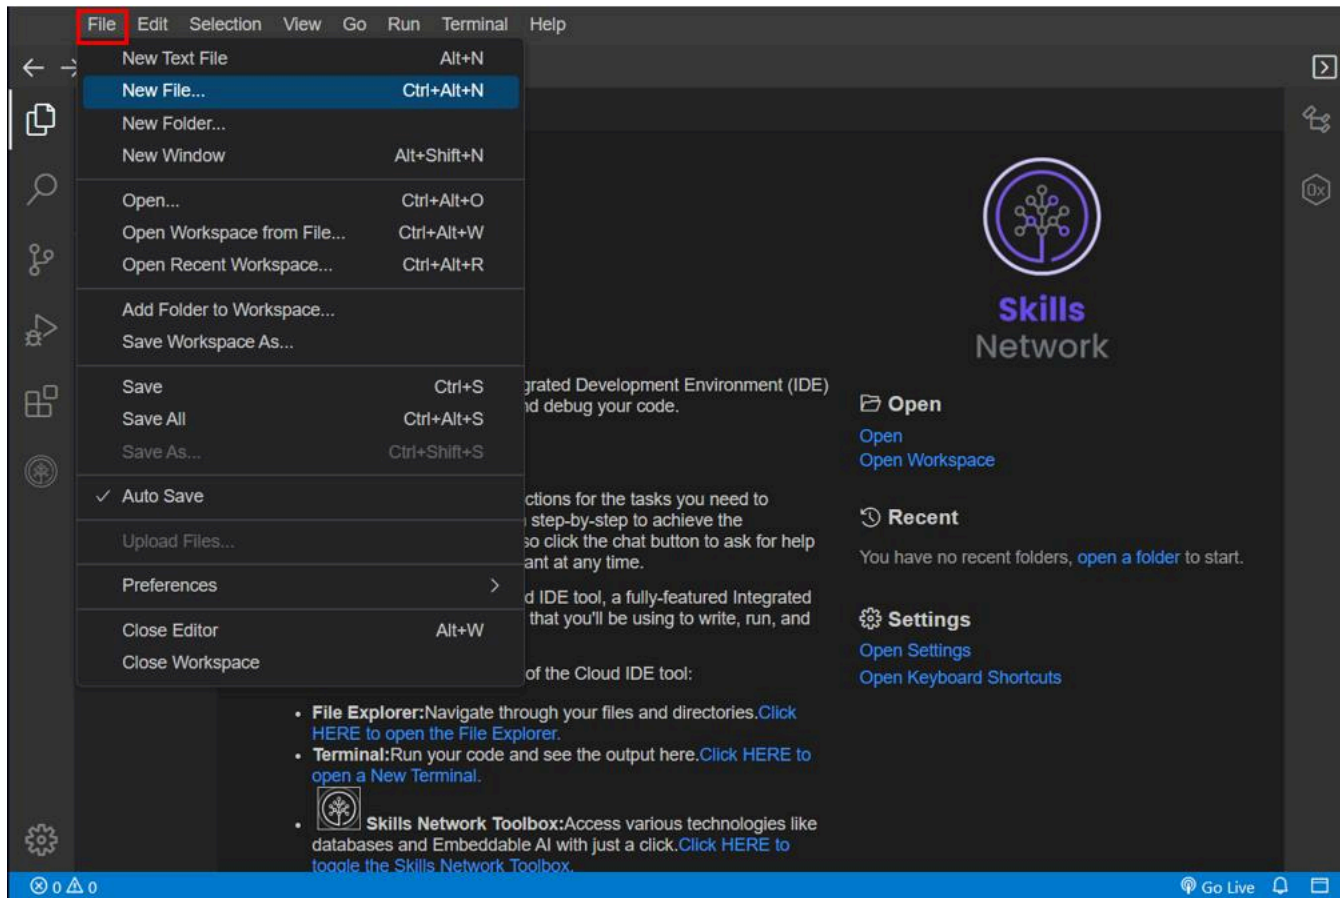 File Edit Selection View Go Run Terminal Help
New Text File Alt+N
New File... Ctrl+Alt+N
New Folder...
New Window Alt+Shift+N
Open... Ctrl+Alt+O
Open Workspace from File... Ctrl+Alt+W
Open Recent Workspace... Ctrl+Alt+R
Add Folder to Workspace...
Save Workspace As...
Save Ctrl+S
Save All Ctrl+Alt+S
Save As... Ctrl+Shift+S
Auto Save
Upload Files...
Preferences
Close Editor Alt+W
Close Workspace
grated Development Environment (IDE)
nd debug your code.
ctions for the tasks you need to
step-by-step to achieve the
so click the chat button to ask for help
ant at any time.
d IDE tool, a fully-featured Integrated
that you'll be using to write, run, and
of the Cloud IDE tool:
• File Explorer:Navigate through your files and directories.Click
HERE to open the File Explorer.
• Terminal:Run your code and see the output here.Click HERE to
open a New Terminal.
• Skills Network Toolbox:Access various technologies like
databases and Embeddable AI with just a click.Click HERE to
toggle the Skills Network Toolbox.
Skills
Network
Open
Open
Open Workspace
Recent
You have no recent folders, open a folder to start.
Settings
Open Settings
Open Keyboard Shortcuts
0x
0 0
Go Live